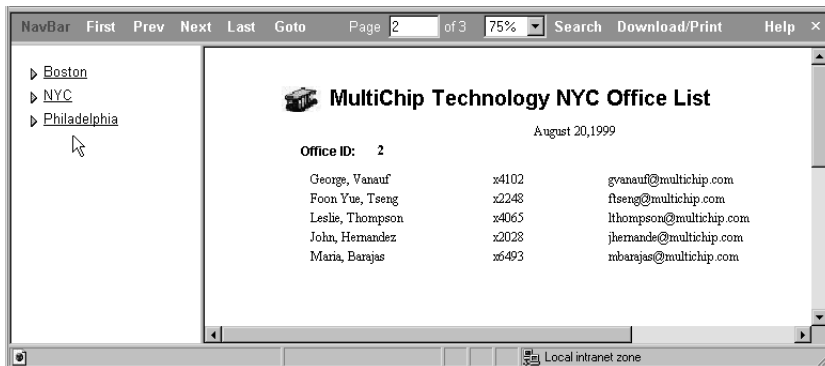 NavBar First Prev Next Last Goto Page 2 of 3 75% Search Download/Print Help ×
Boston
NYC
Philadelphia
MultiChip Technology NYC Office List
August 20,1999
Office ID: 2
George, Vanauf x4102 gvanauf@multichip.com
Foon Yue, Tseng x2248 ftseng@multichip.com
Leslie, Thompson x4065 lthompson@multichip.com
John, Hernandez x2028 jhernande@multichip.com
Maria, Barajas x6493 mbarajas@multichip.com
Local intranet zone